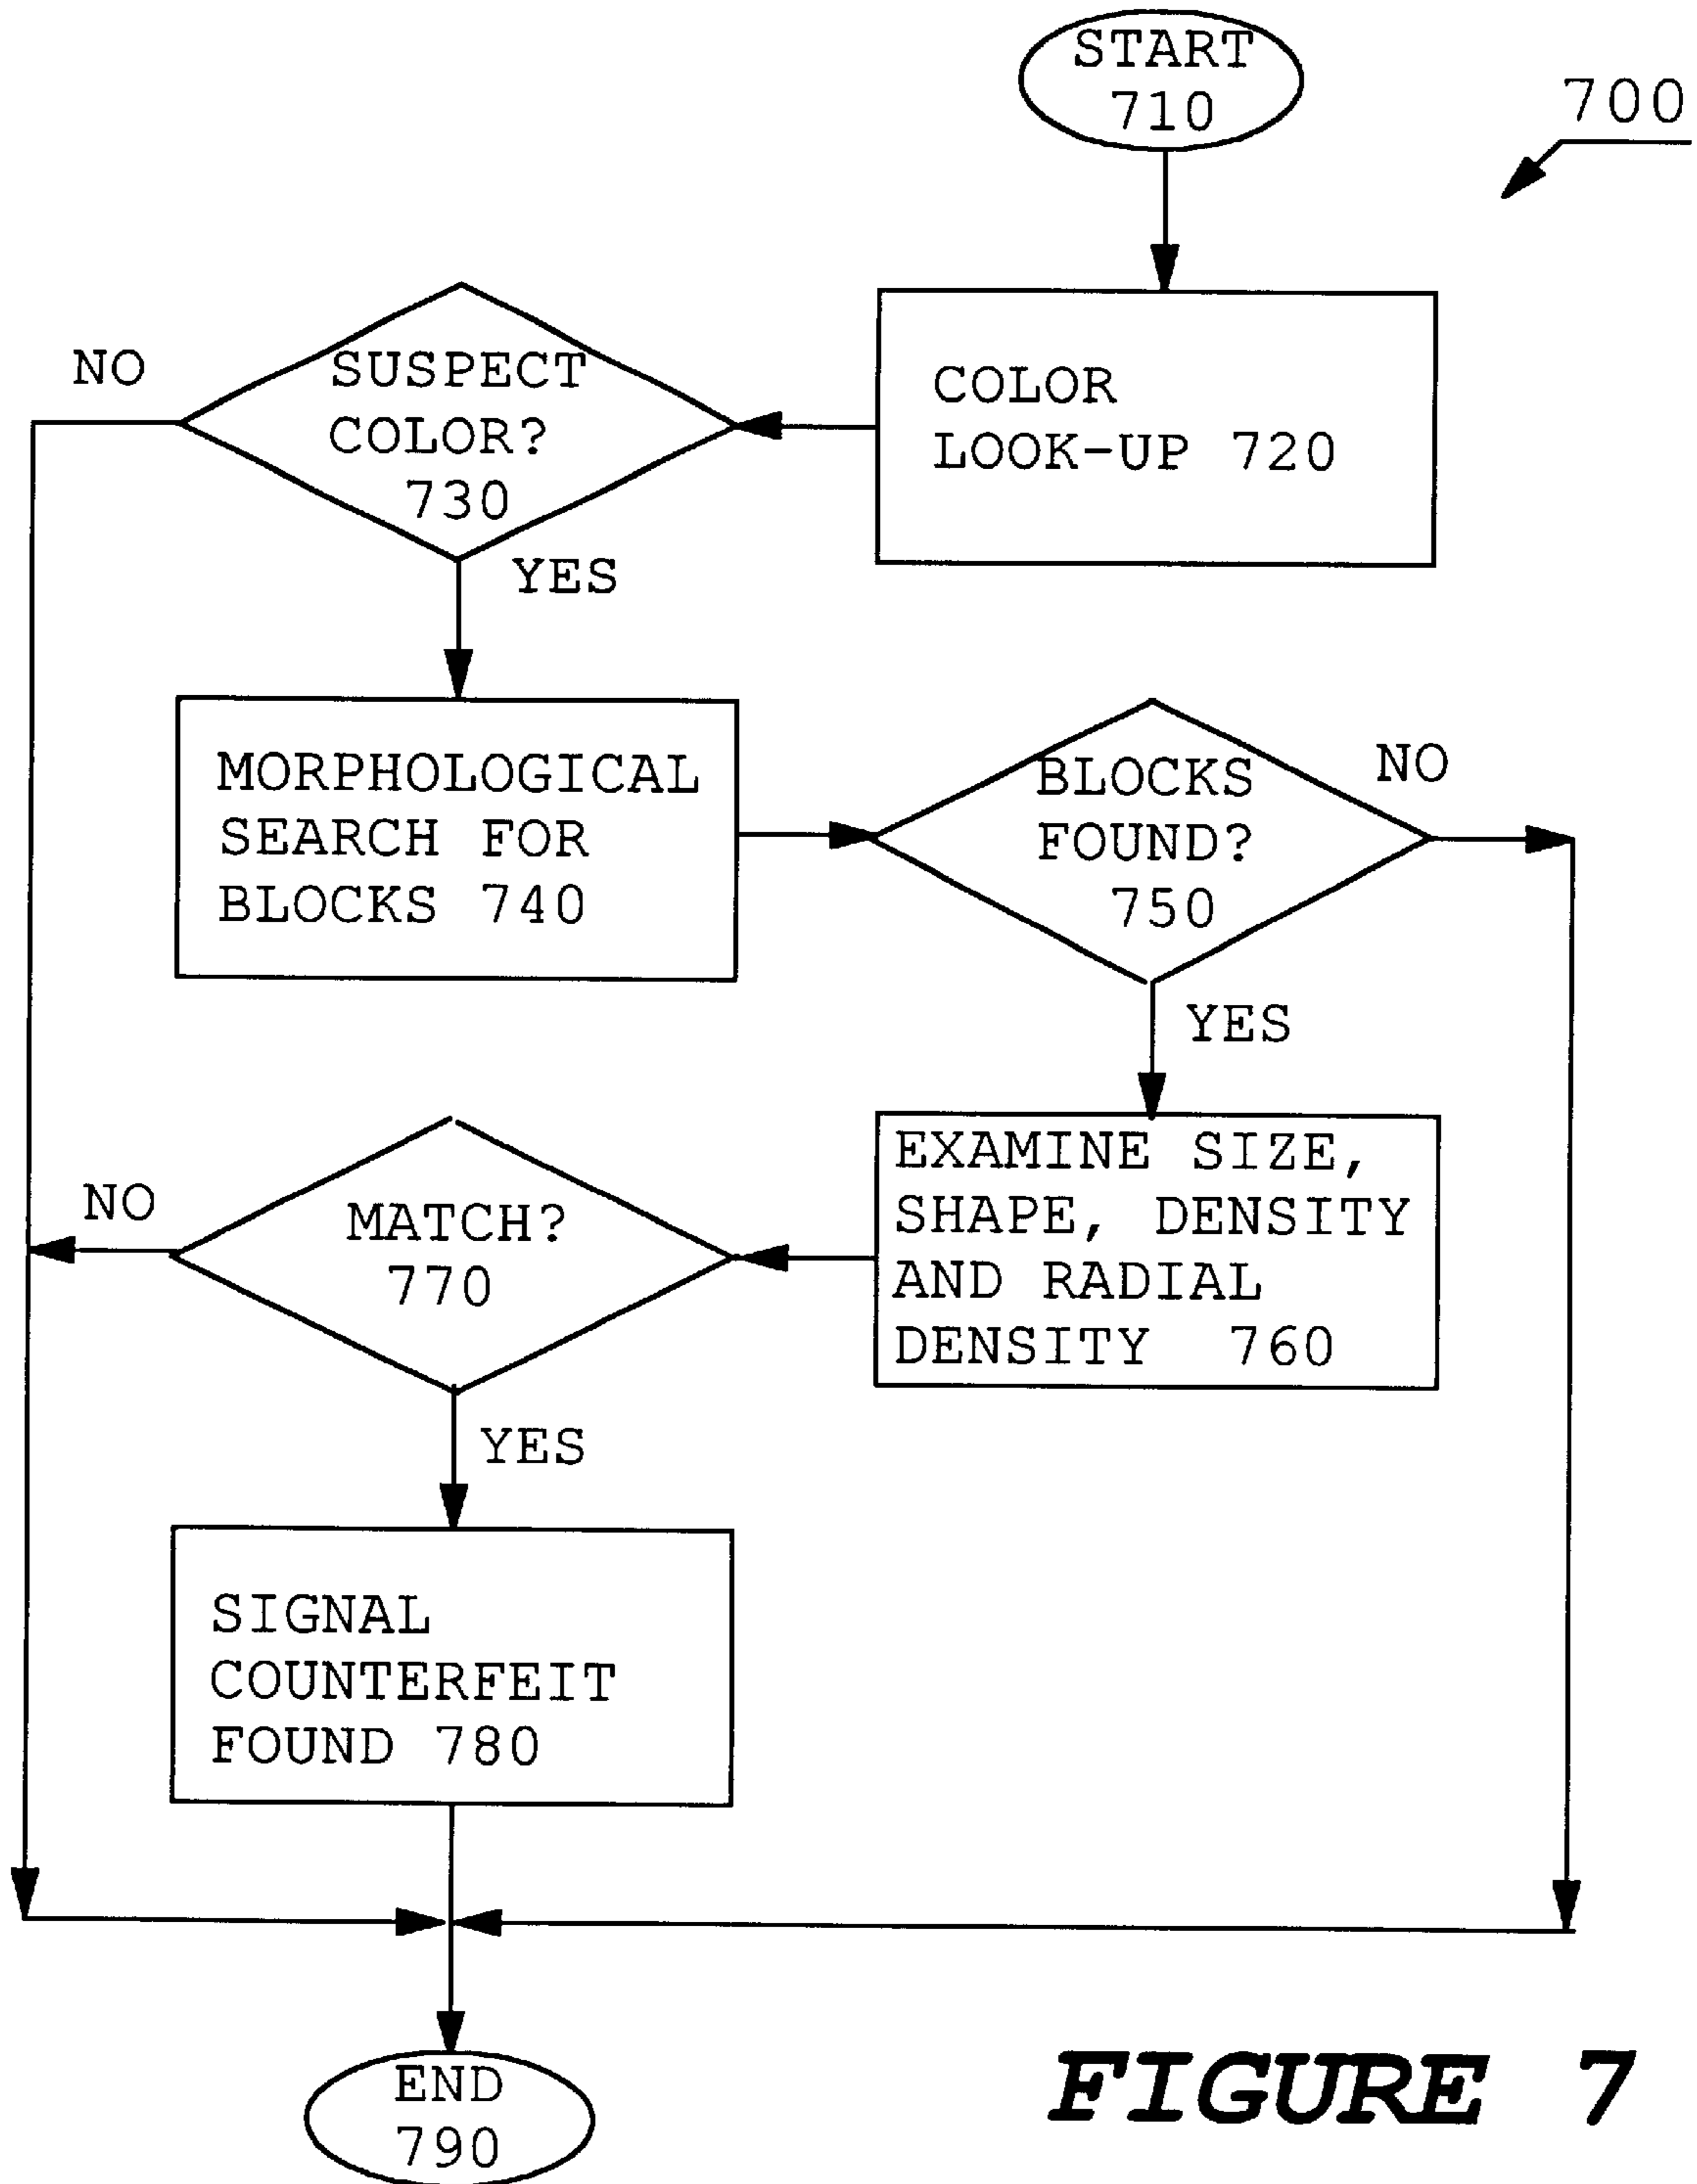 START
710
700
COLOR
LOOK-UP 720
SUSPECT
COLOR?
730
NO
YES
MORPHOLOGICAL
SEARCH FOR
BLOCKS 740
BLOCKS
FOUND?
750
NO
YES
EXAMINE SIZE,
SHAPE, DENSITY
AND RADIAL
DENSITY 760
MATCH?
770
NO
YES
SIGNAL
COUNTERFEIT
FOUND 780
END
790
FIGURE 7